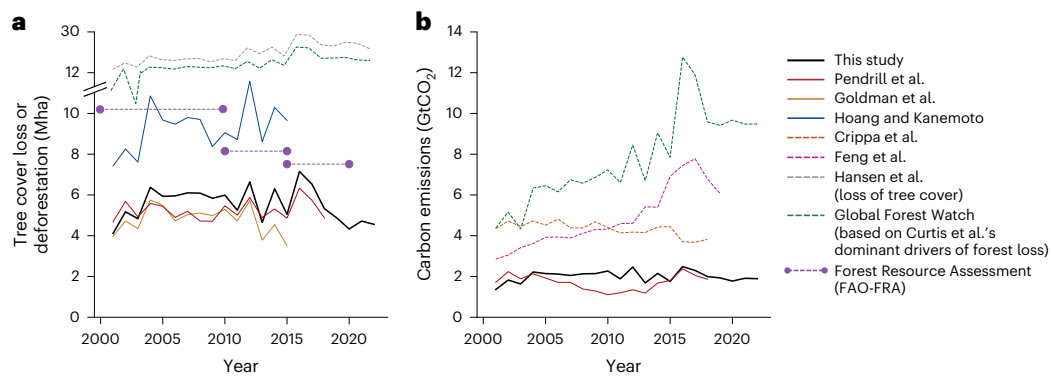 a
Tree cover loss or
deforestation (Mha)
30
12
10
8
6
4
2
0
2000
2005
2010
2015
2020
Year
b
Carbon emissions (GtCO2)
14
12
10
8
6
4
2
0
2000
2005
2010
2015
2020
Year
This study
Pendrill et al.
Goldman et al.
Hoang and Kanemoto
Crippa et al.
Feng et al.
Hansen et al.
(loss of tree cover)
Global Forest Watch
(based on Curtis et al.'s
dominant drivers of forest loss)
Forest Resource Assessment
(FAO-FRA)